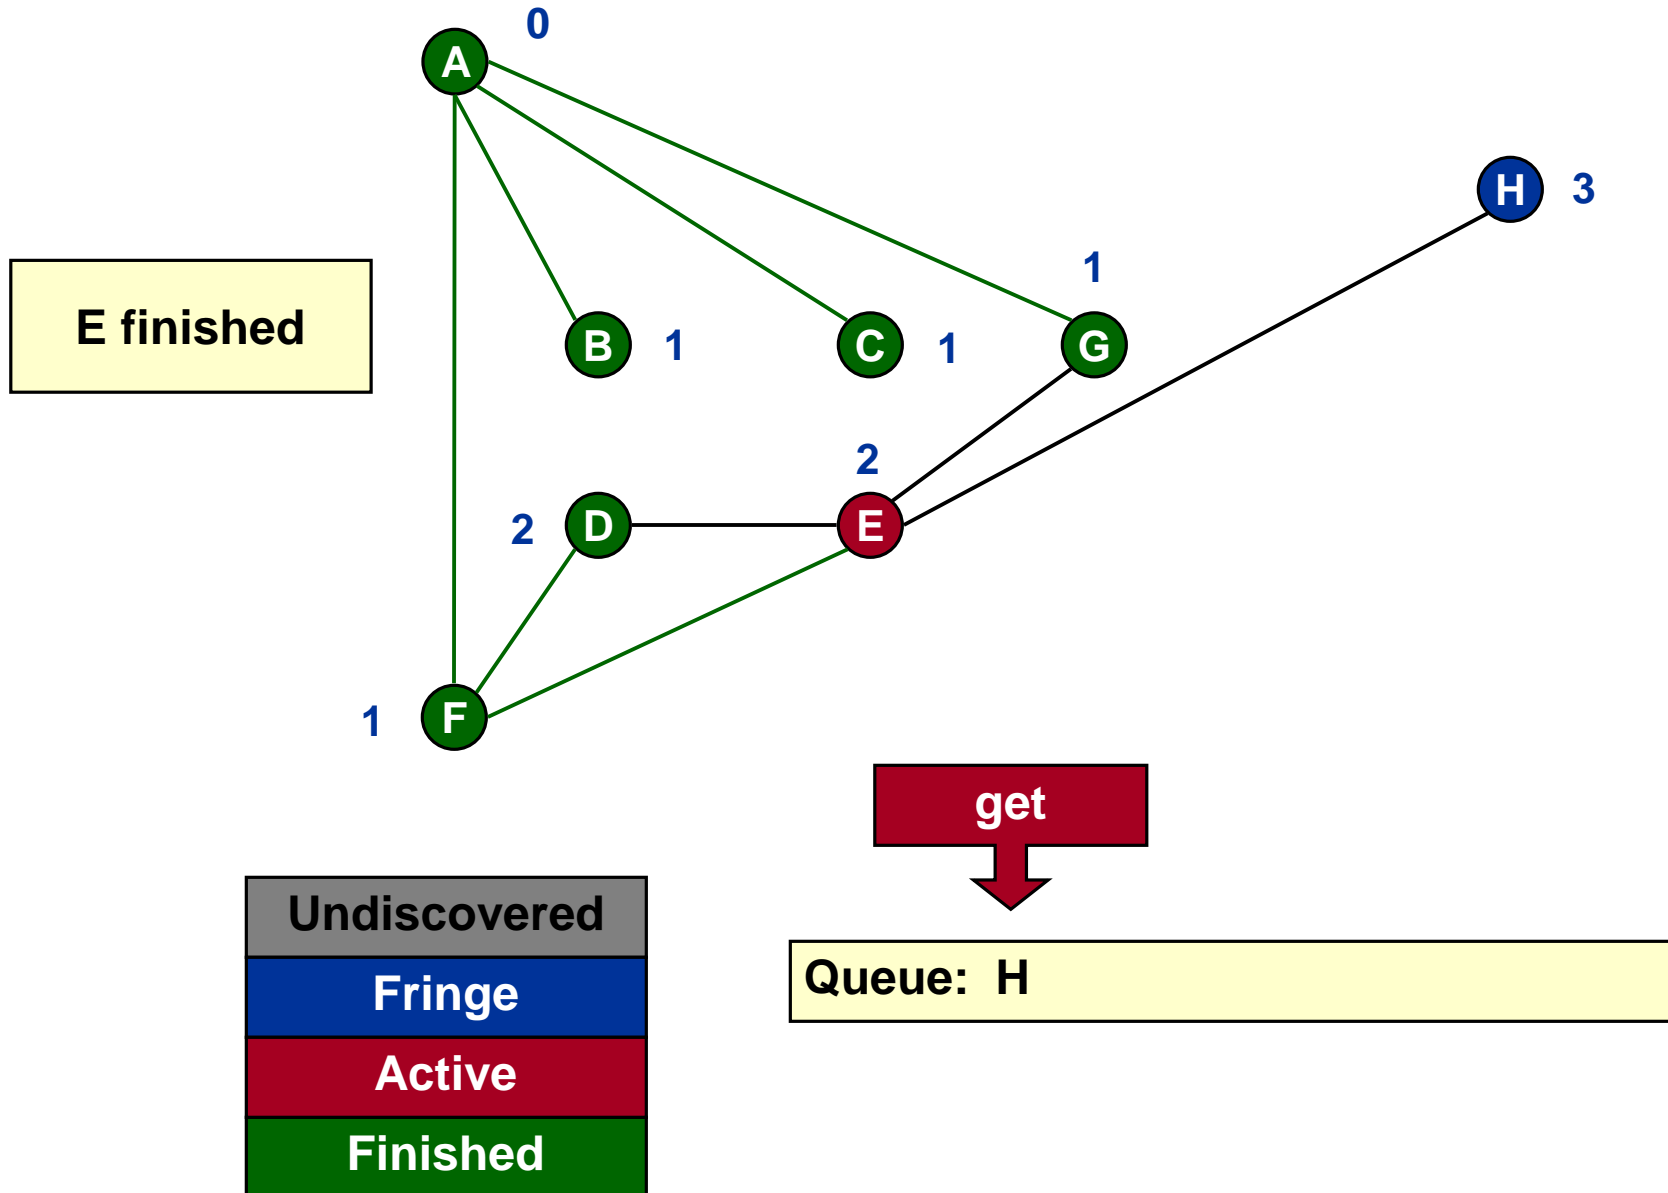 0
A
H 3
1
E finished
B 1 C 1 G
2
2 D E
1 F
get
Undiscovered
Queue: H
Fringe
Active
Finished